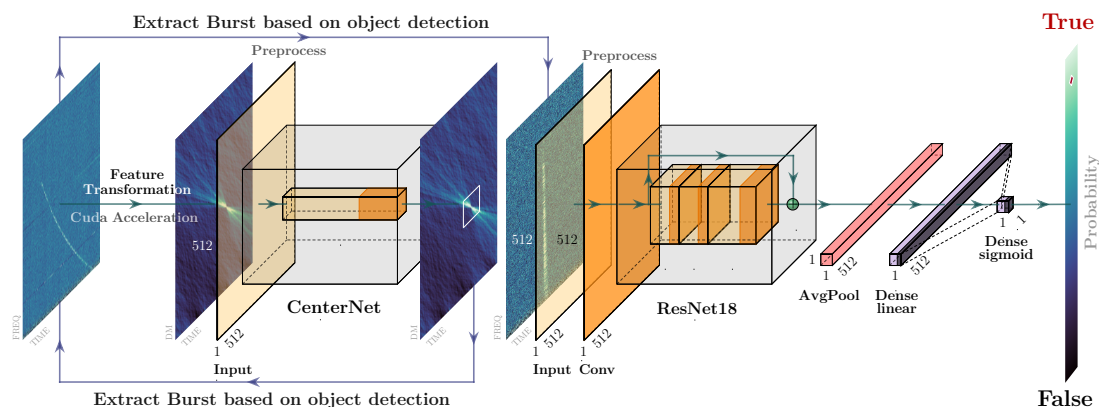 Extract Burst based on object detection
True
Preprocess
Preprocess
Feature
Transformation
Cuda Acceleration
512
512
512
Probability
FREQ
TIME
DM
TIME
1
512
Input
CenterNet
DM
TIME
FREQ
TIME
1
512
Input
1
512
Conv
ResNet18
1
1
512
AvgPool
1
1
512
Dense
linear
1
1
Dense
sigmoid
False
Extract Burst based on object detection